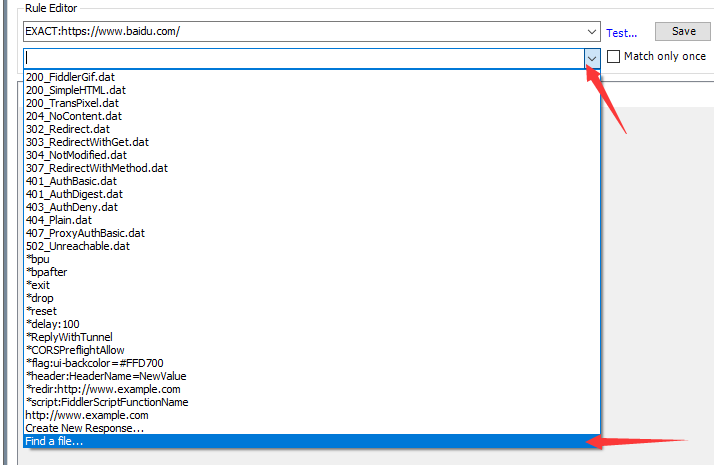 Rule Editor
EXACT:https://www.baidu.com/
Test...
Save
Match only once
200_FiddlerGif.dat
200_SimpleHTML.dat
200_TransPixel.dat
204_NoContent.dat
302_Redirect.dat
303_RedirectWithGet.dat
304_NotModified.dat
307_RedirectWithMethod.dat
401_AuthBasic.dat
401_AuthDigest.dat
403_AuthDeny.dat
404_Plain.dat
407_ProxyAuthBasic.dat
502_Unreachable.dat
*bpu
*bpafter
*exit
*drop
*reset
*delay:100
*ReplyWithTunnel
*CORSPreflightAllow
*flag:ui-backcolor=#FFD700
*header:HeaderName=NewValue
*redir:http://www.example.com
*script:FiddlerScriptFunctionName
http://www.example.com
Create New Response...
Find a file...